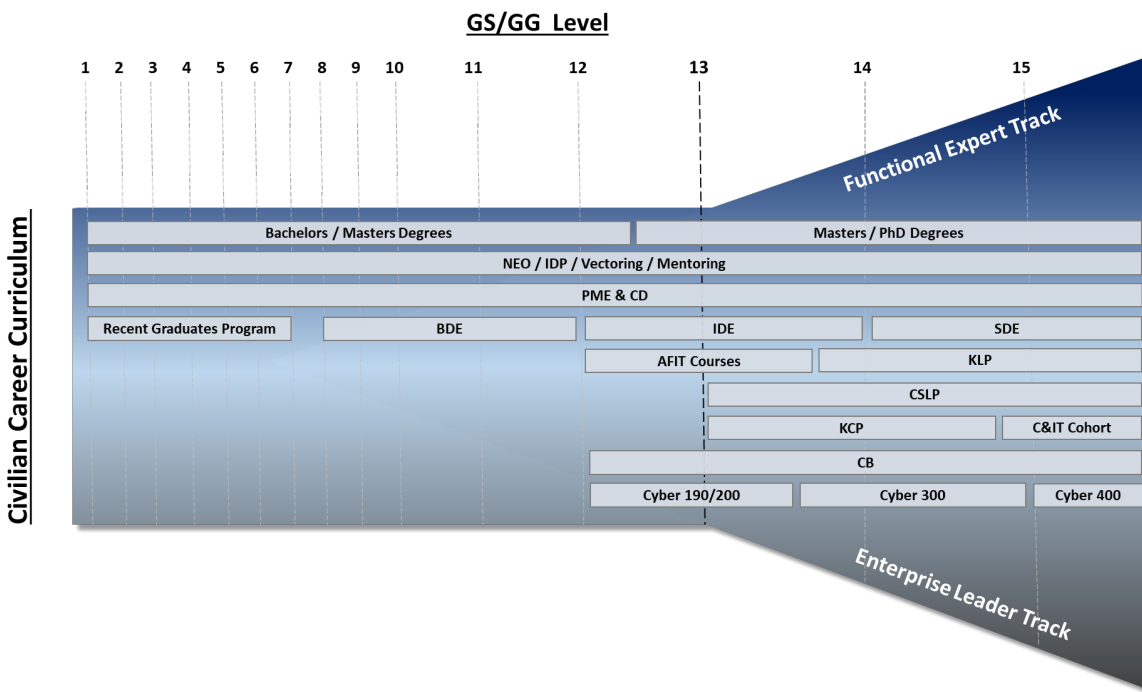 GS/GG Level
1 2 3 4 5 6 7 8 9 10 11 12 13 14 15
Functional Expert Track
Civilian Career Curriculum
Bachelors / Masters Degrees Masters / PhD Degrees
NEO / IDP / Vectoring / Mentoring
PME & CD
Recent Graduates Program BDE IDE SDE
AFIT Courses KLP
CSLP
KCP C&IT Cohort
CB
Cyber 190/200 Cyber 300 Cyber 400
Enterprise Leader Track